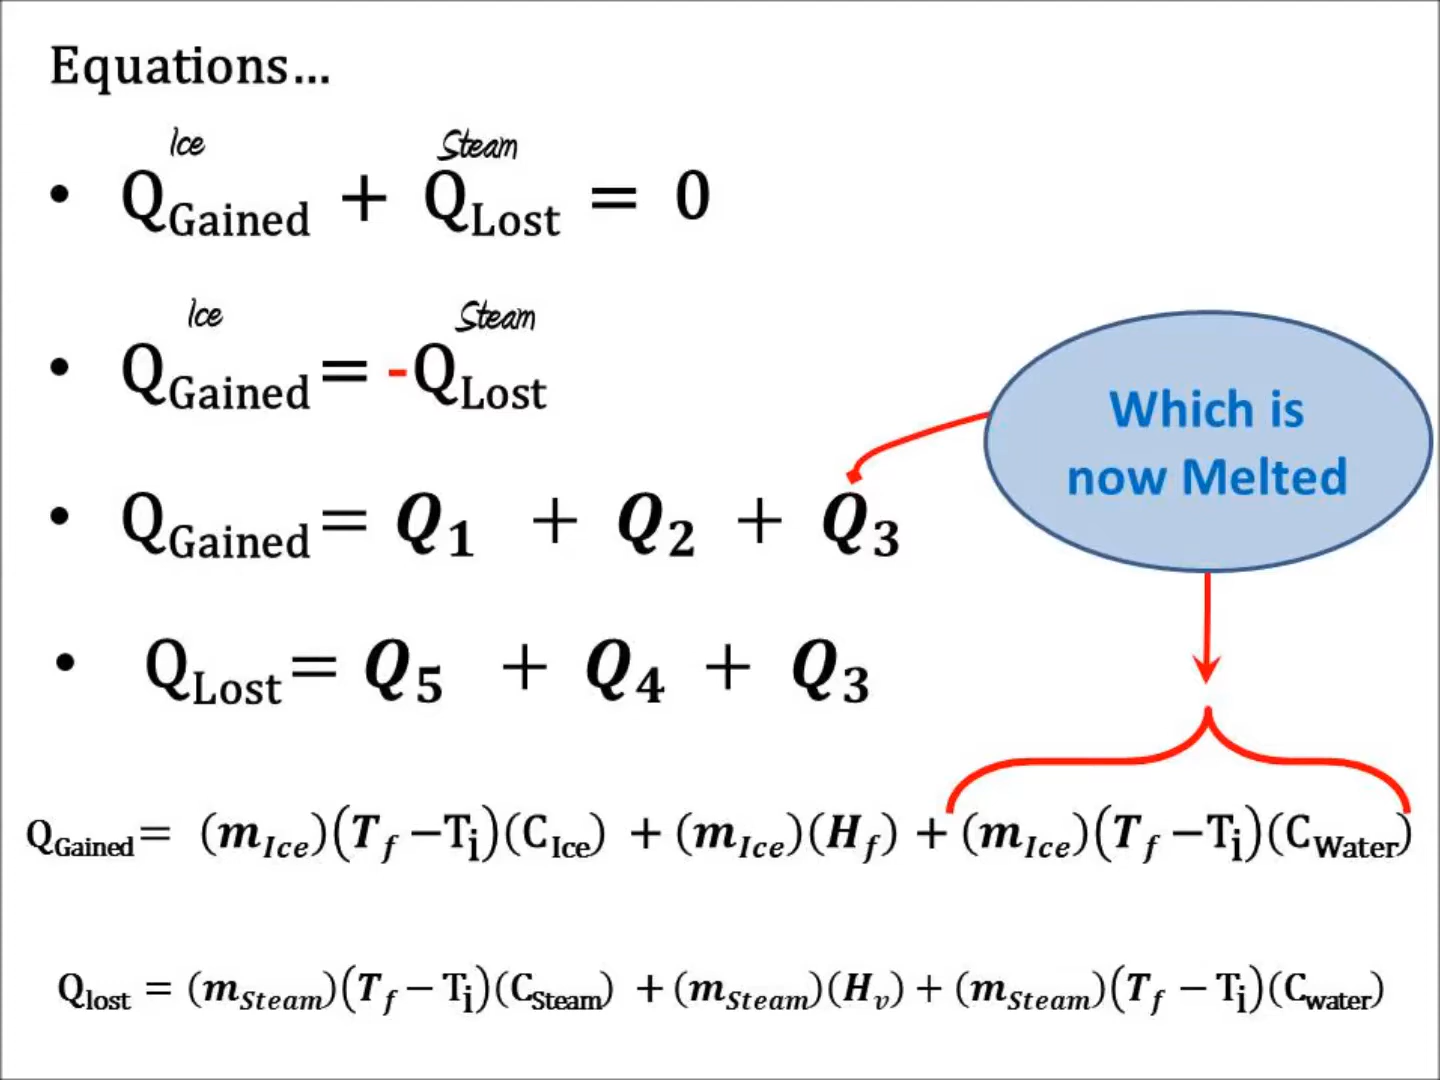 Equations...
Ice Steam
• Q_Gained + Q_Lost = 0
Ice Steam
• Q_Gained = -Q_Lost
Which is
now Melted
• Q_Gained = Q_1 + Q_2 + Q_3
• Q_Lost = Q_5 + Q_4 + Q_3
Q_Gained = (m_Ice)(T_f −T_i)(C_Ice) + (m_Ice)(H_f) + (m_Ice)(T_f −T_i)(C_Water)
Q_lost = (m_Steam)(T_f − T_i)(C_Steam) + (m_Steam)(H_v) + (m_Steam)(T_f − T_i)(C_water)